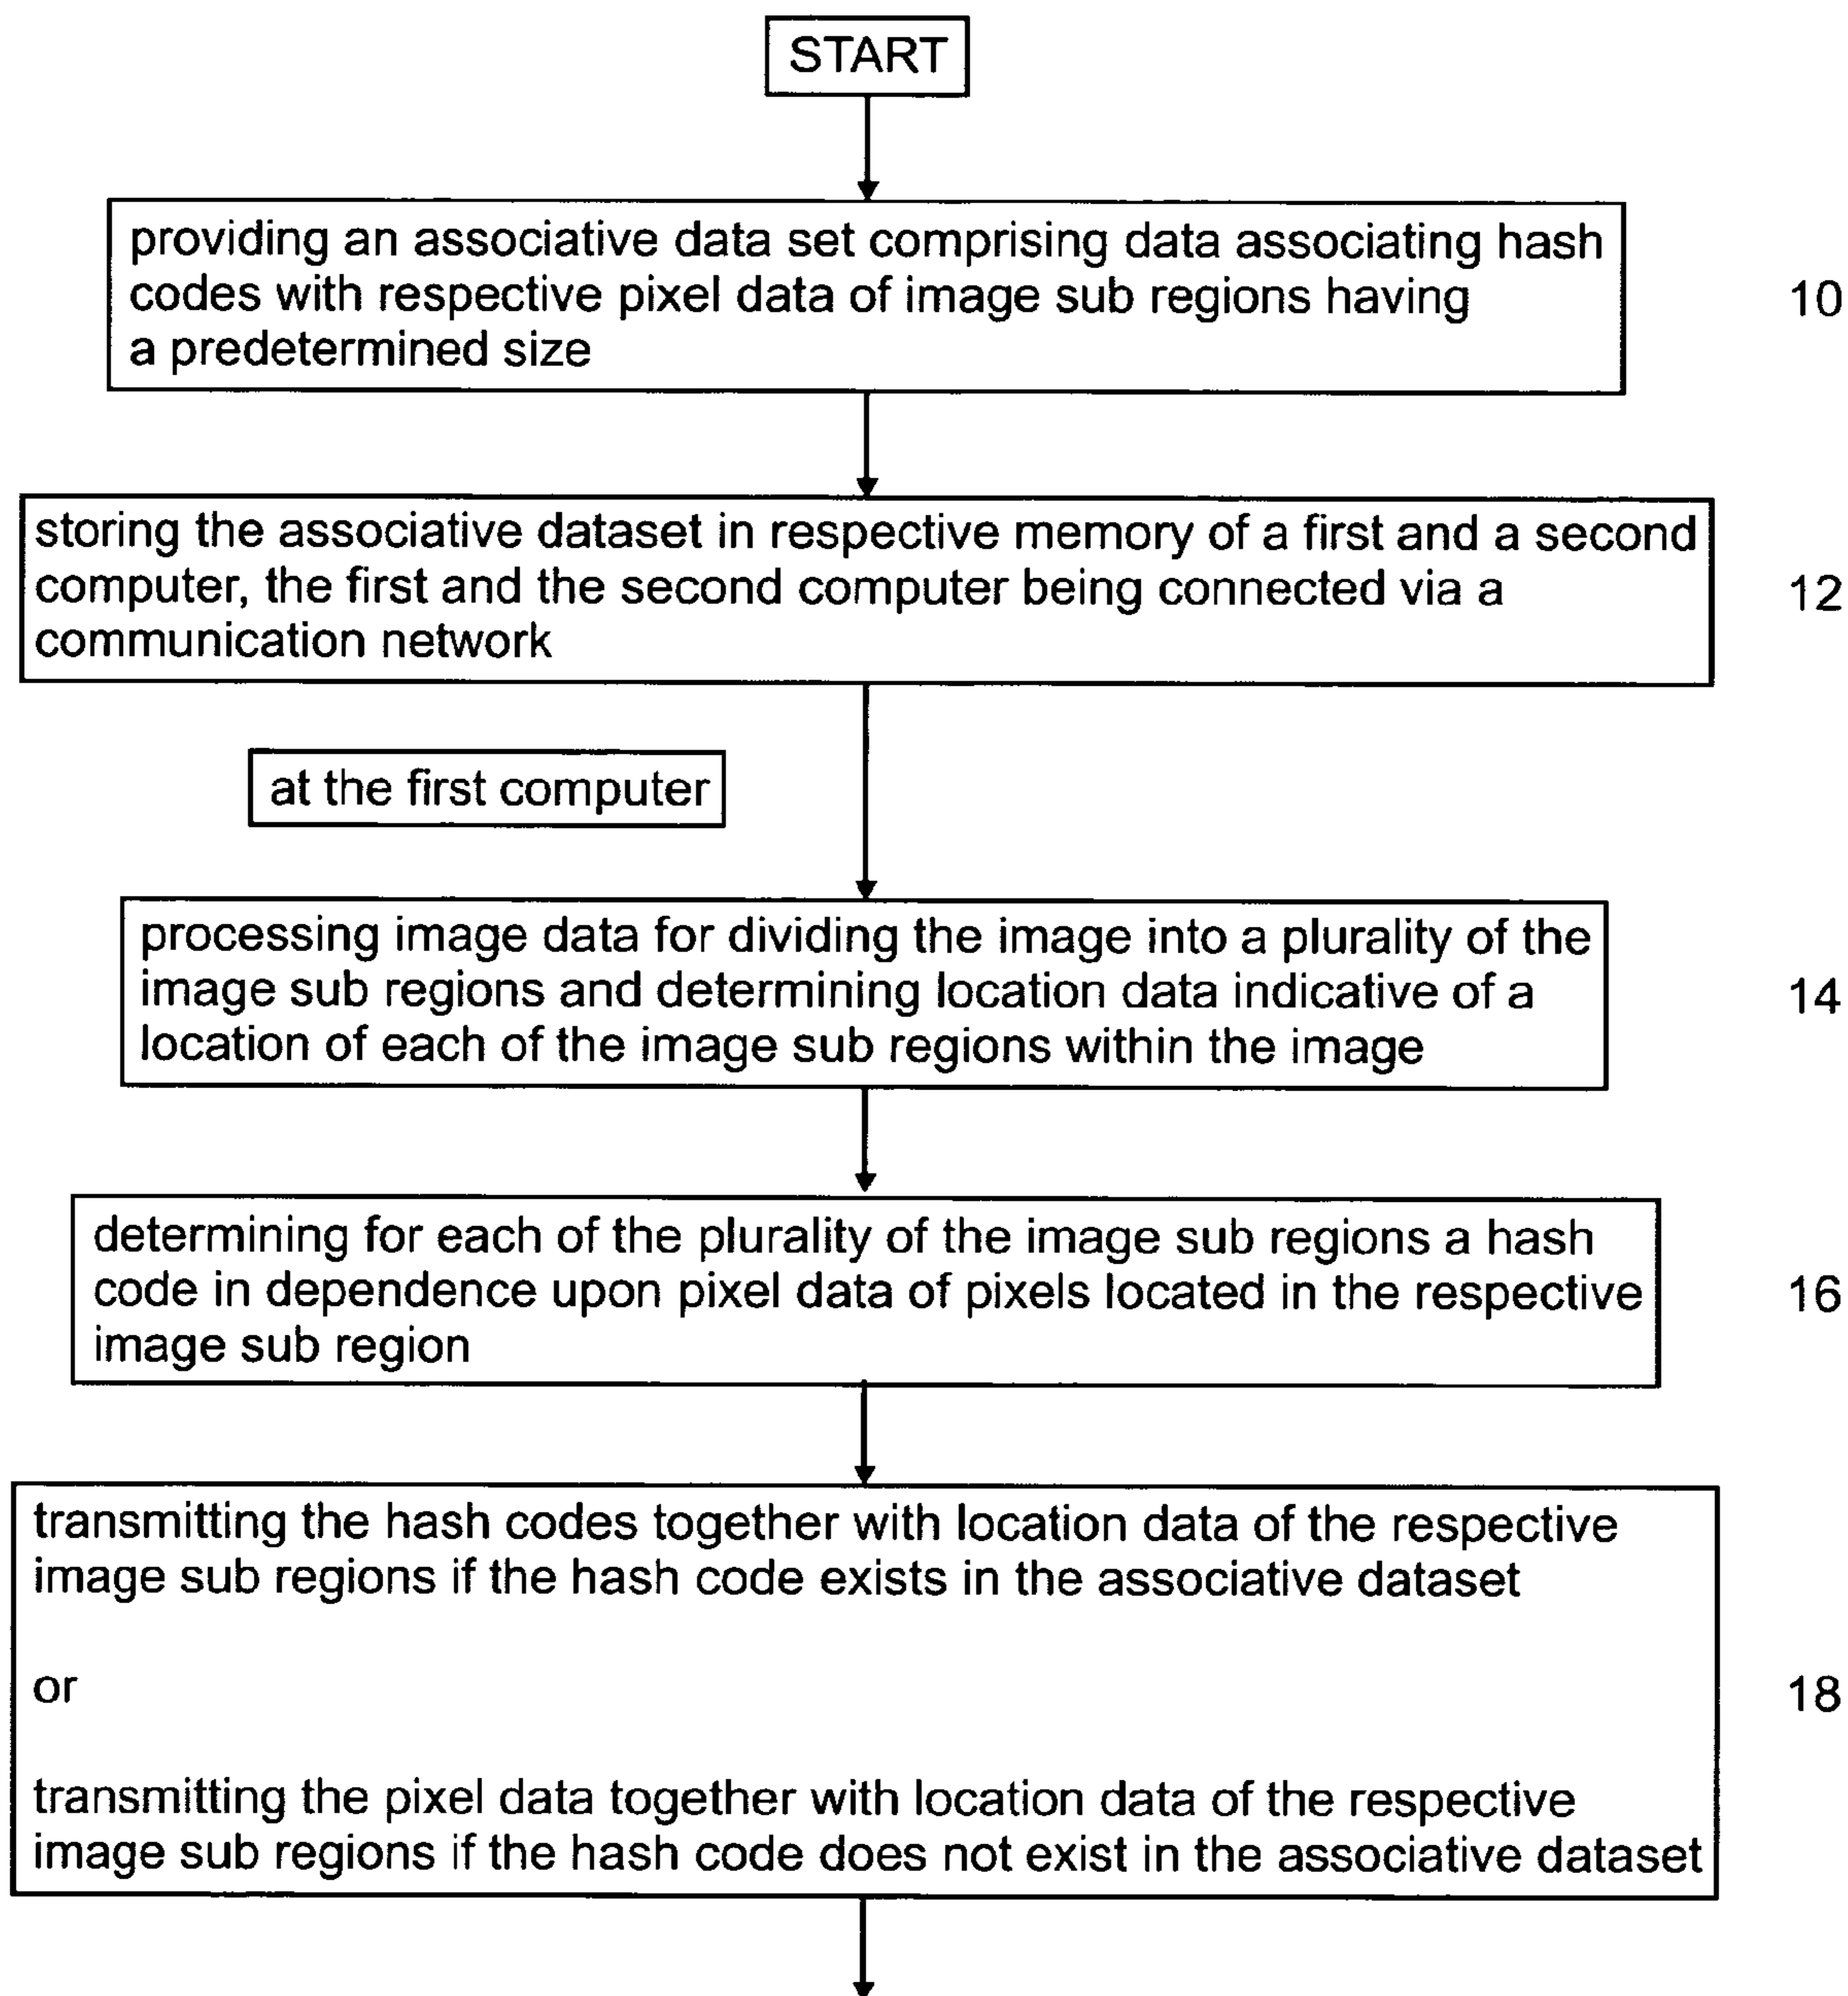 START
providing an associative data set comprising data associating hash
codes with respective pixel data of image sub regions having
a predetermined size
10
storing the associative dataset in respective memory of a first and a second
computer, the first and the second computer being connected via a
communication network
12
at the first computer
processing image data for dividing the image into a plurality of the
image sub regions and determining location data indicative of a
location of each of the image sub regions within the image
14
determining for each of the plurality of the image sub regions a hash
code in dependence upon pixel data of pixels located in the respective
image sub region
16
transmitting the hash codes together with location data of the respective
image sub regions if the hash code exists in the associative dataset
or
18
transmitting the pixel data together with location data of the respective
image sub regions if the hash code does not exist in the associative dataset